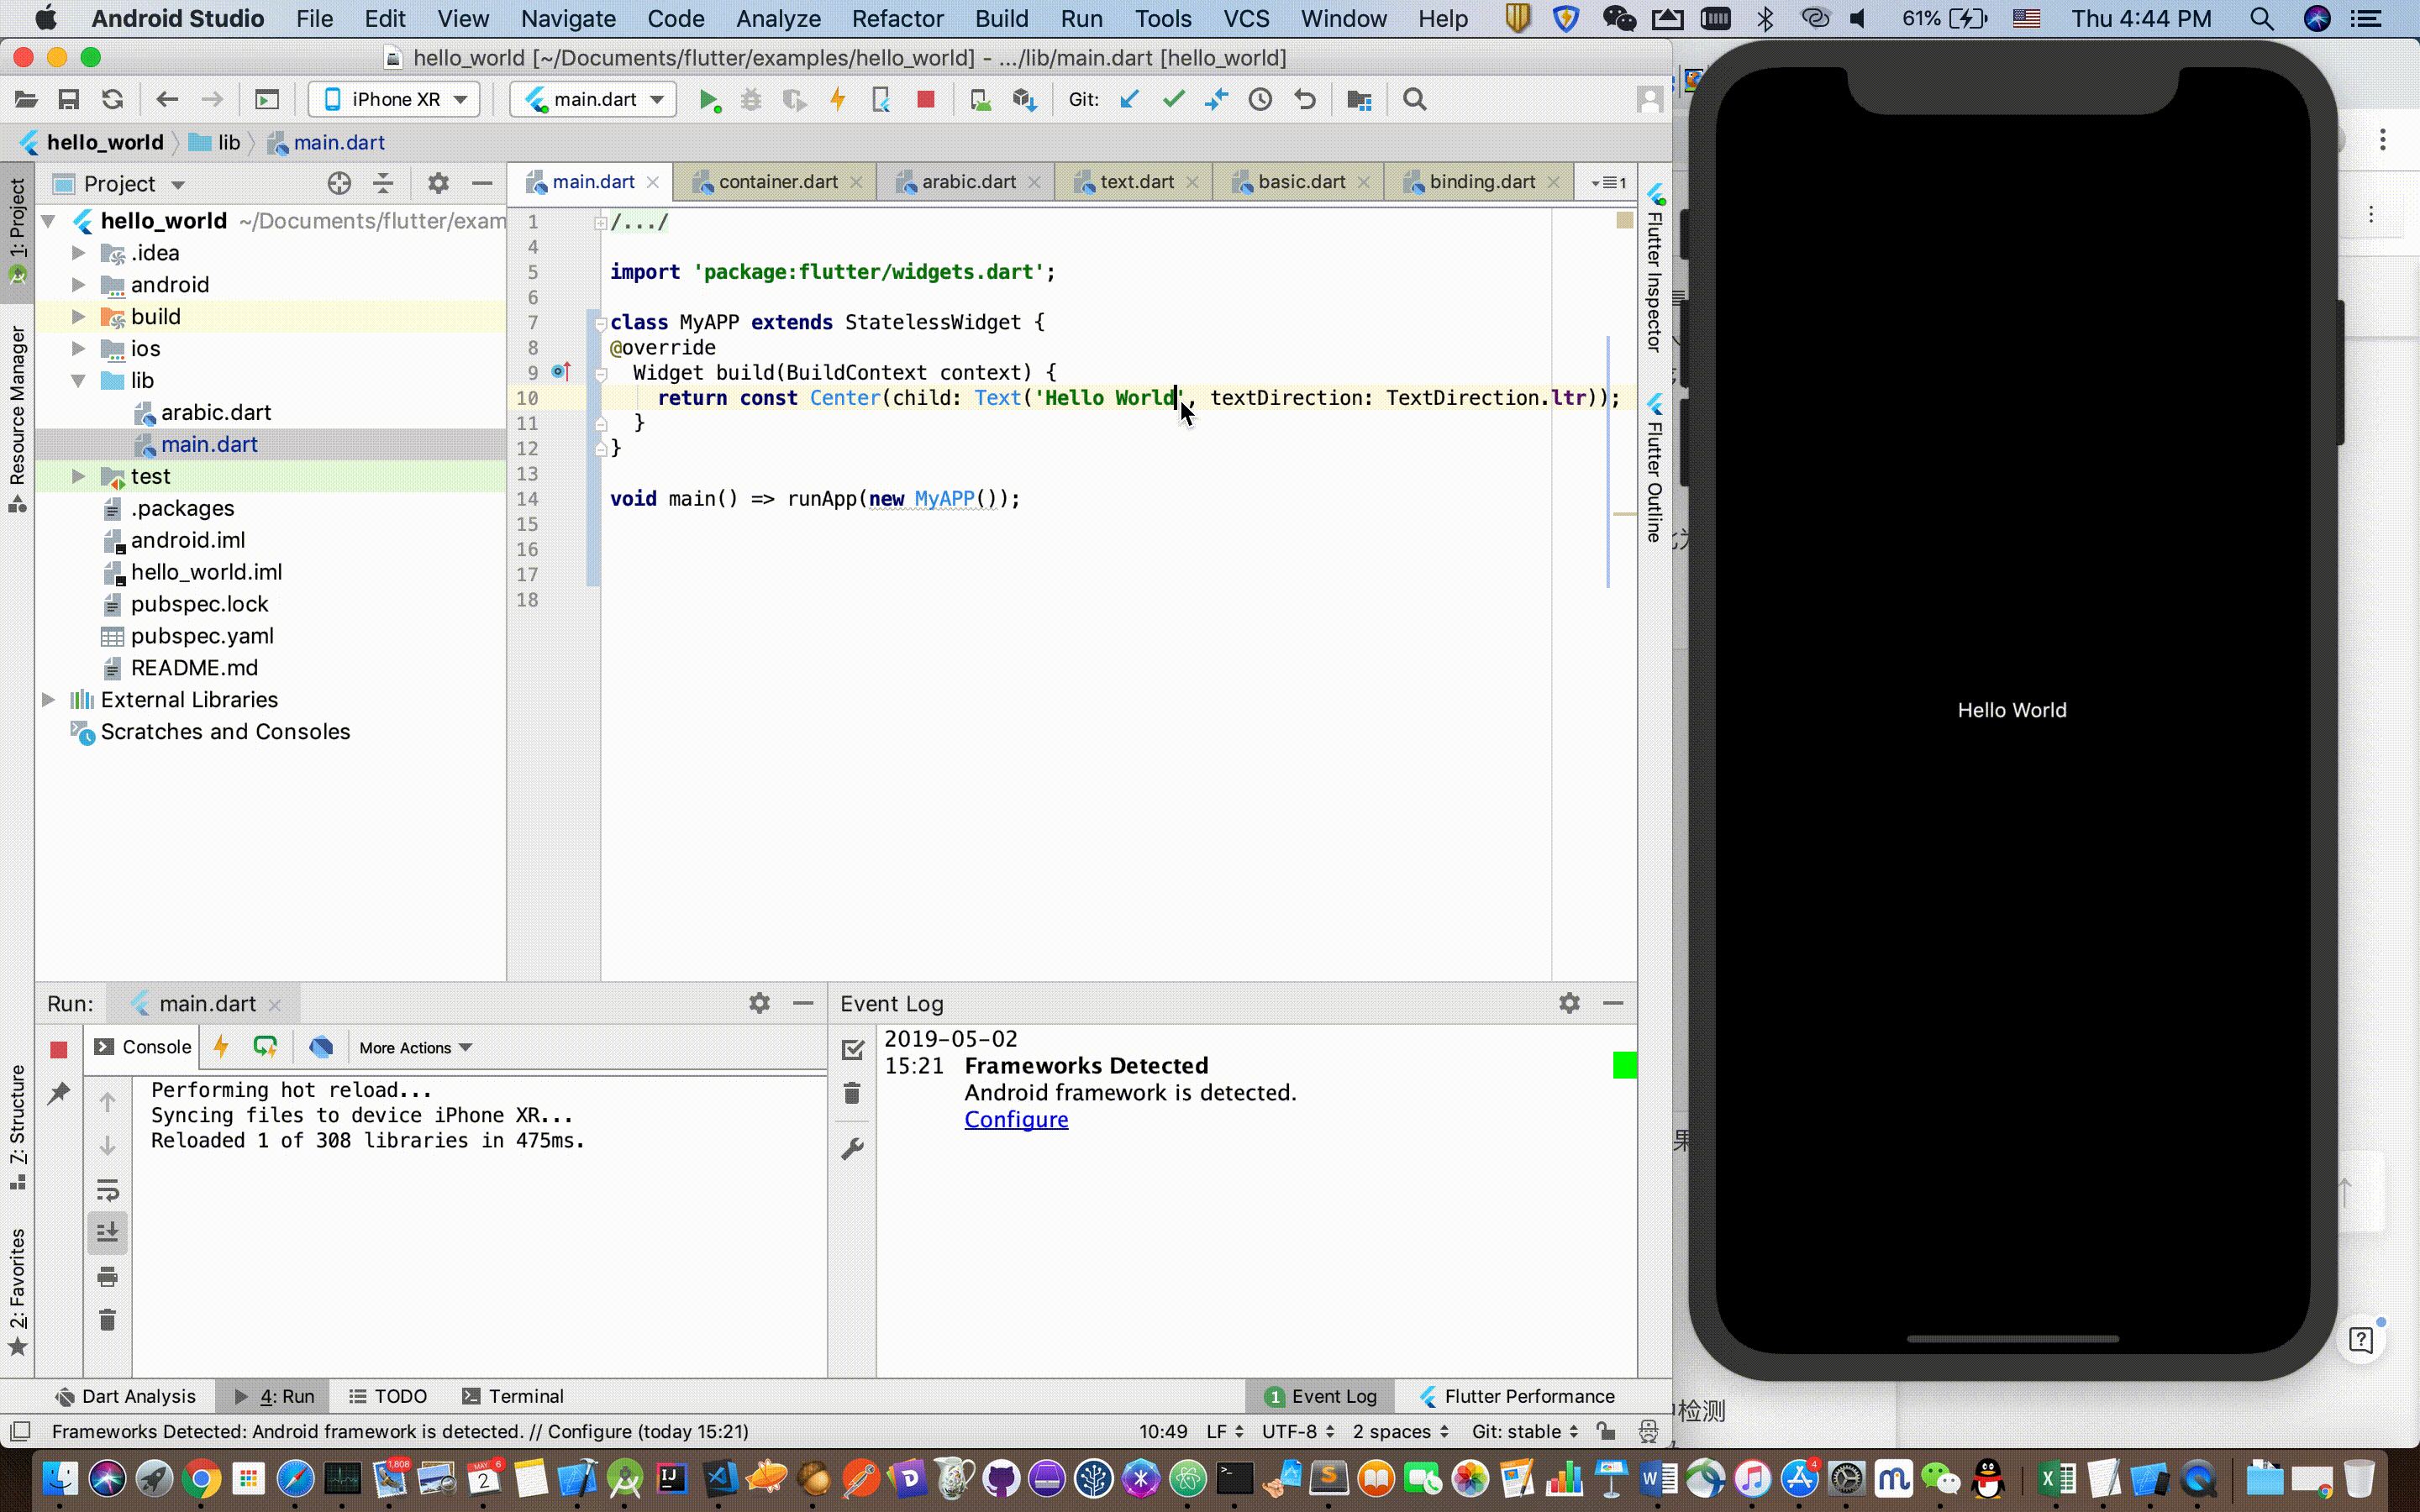 Android Studio File Edit View Navigate Code Analyze Refactor Build Run Tools VCS Window Help 61% Thu 4:44 PM
hello_world [~/Documents/flutter/examples/hello_world] - .../lib/main.dart [hello_world]
iPhone XR main.dart Git:
hello_world lib main.dart
1: Project
Resource Manager
7: Structure
2: Favorites
Project
hello_world ~/Documents/flutter/exam
.idea
android
build
ios
lib
arabic.dart
main.dart
test
.packages
android.iml
hello_world.iml
pubspec.lock
pubspec.yaml
README.md
External Libraries
Scratches and Consoles
main.dart container.dart arabic.dart text.dart basic.dart binding.dart 1
1 /.../
4
5 import 'package:flutter/widgets.dart';
6
7 class MyAPP extends StatelessWidget {
8 @override
9 Widget build(BuildContext context) {
10 return const Center(child: Text('Hello World', textDirection: TextDirection.ltr));
11 }
12 }
13
14 void main() => runApp(new MyAPP());
15
16
17
18
Flutter Inspector
Flutter Outline
Hello World
Run: main.dart
Console More Actions
Performing hot reload...
Syncing files to device iPhone XR...
Reloaded 1 of 308 libraries in 475ms.
Event Log
2019-05-02
15:21 Frameworks Detected
Android framework is detected.
Configure
果
检测
Dart Analysis 4: Run TODO Terminal 1 Event Log Flutter Performance
Frameworks Detected: Android framework is detected. // Configure (today 15:21) 10:49 LF UTF-8 2 spaces Git: stable
1,808 MAY 6 2 4